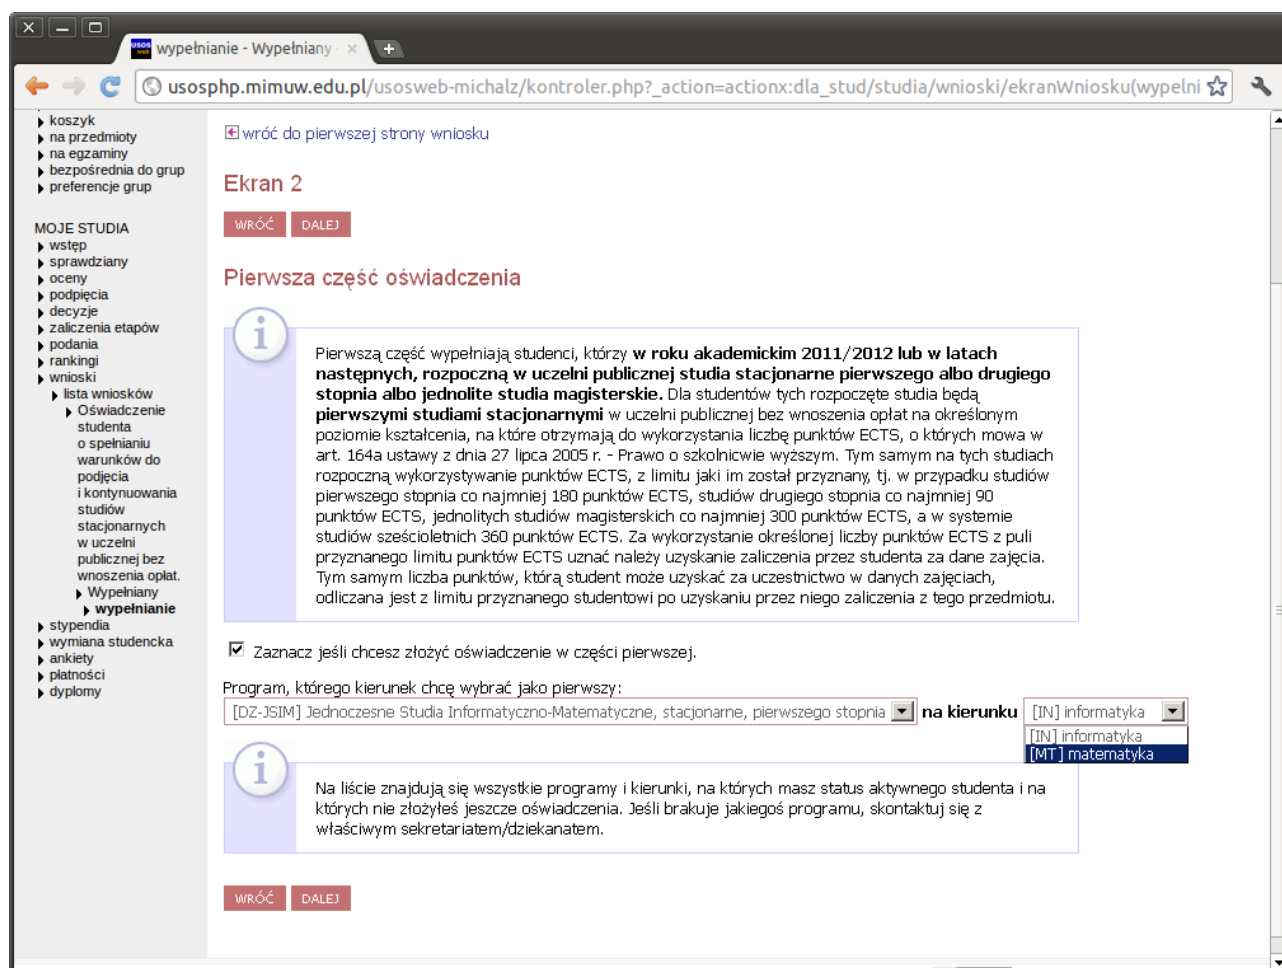 wypełnianie - Wypełniany
usosphp.mimuw.edu.pl/usosweb-michalz/kontroler.php?_action=actionx:dla_stud/studia/wnioski/ekranWniosku(wypelni
koszyk
na przedmioty
na egzaminy
bezpośrednia do grup
preferencje grup
MOJE STUDIA
wstęp
sprawdziany
oceny
podpięcia
decyzje
zaliczenia etapów
podania
rankingi
wnioski
lista wniosków
Oświadczenie
studenta
o spełnianiu
warunków do
podjęcia
i kontynuowania
studiów
stacjonarnych
w uczelni
publicznej bez
wnoszenia opłat.
Wypełniany
wypełnianie
stypendia
wymiana studencka
ankiety
płatności
dyplomy
wróć do pierwszej strony wniosku
Ekran 2
WRÓĆ DALEJ
Pierwsza część oświadczenia
Pierwszą część wypełniają studenci, którzy w roku akademickim 2011/2012 lub w latach
następnych, rozpoczną w uczelni publicznej studia stacjonarne pierwszego albo drugiego
stopnia albo jednolite studia magisterskie. Dla studentów tych rozpoczęte studia będą
pierwszymi studiami stacjonarnymi w uczelni publicznej bez wnoszenia opłat na określonym
poziomie kształcenia, na które otrzymają do wykorzystania liczbę punktów ECTS, o których mowa w
art. 164a ustawy z dnia 27 lipca 2005 r. - Prawo o szkolnicwie wyższym. Tym samym na tych studiach
rozpoczną wykorzystywanie punktów ECTS, z limitu jaki im został przyznany, tj. w przypadku studiów
pierwszego stopnia co najmniej 180 punktów ECTS, studiów drugiego stopnia co najmniej 90
punktów ECTS, jednolitych studiów magisterskich co najmniej 300 punktów ECTS, a w systemie
studiów sześcioletnich 360 punktów ECTS. Za wykorzystanie określonej liczby punktów ECTS z puli
przyznanego limitu punktów ECTS uznać należy uzyskanie zaliczenia przez studenta za dane zajęcia.
Tym samym liczba punktów, którą student może uzyskać za uczestnictwo w danych zajęciach,
odliczana jest z limitu przyznanego studentowi po uzyskaniu przez niego zaliczenia z tego przedmiotu.
Zaznacz jeśli chcesz złożyć oświadczenie w części pierwszej.
Program, którego kierunek chcę wybrać jako pierwszy:
[DZ-JSIM] Jednoczesne Studia Informatyczno-Matematyczne, stacjonarne, pierwszego stopnia na kierunku [IN] informatyka
[IN] informatyka
[MT] matematyka
Na liście znajdują się wszystkie programy i kierunki, na których masz status aktywnego studenta i na
których nie złożyłeś jeszcze oświadczenia. Jeśli brakuje jakiegoś programu, skontaktuj się z
właściwym sekretariatem/dziekanatem.
WRÓĆ DALEJ